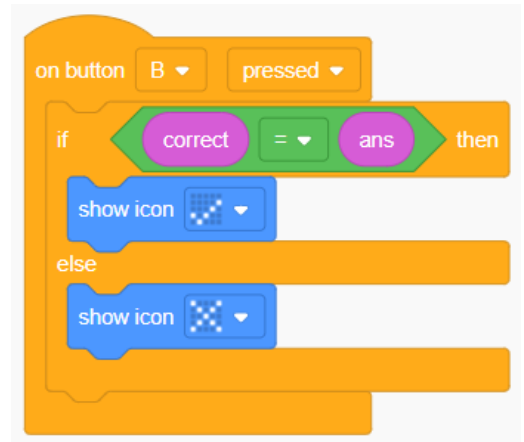 on button B pressed
if correct = ans then
show icon
else
show icon